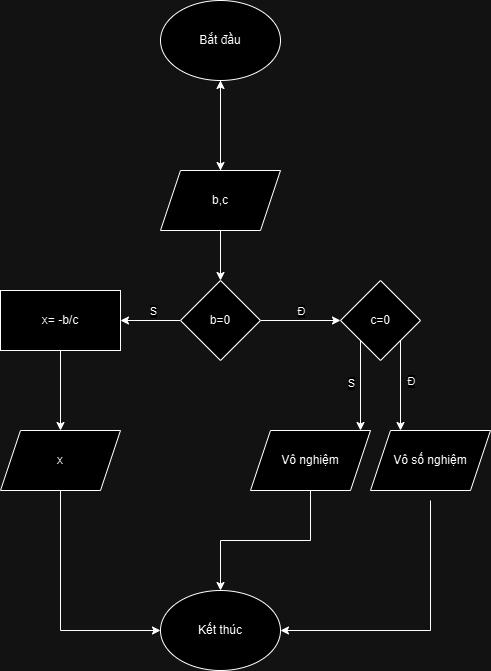 Bắt đầu
b,c
x= -b/c
S
b=0
Đ
c=0
S
Đ
x
Vô nghiệm
Vô số nghiệm
Kết thúc